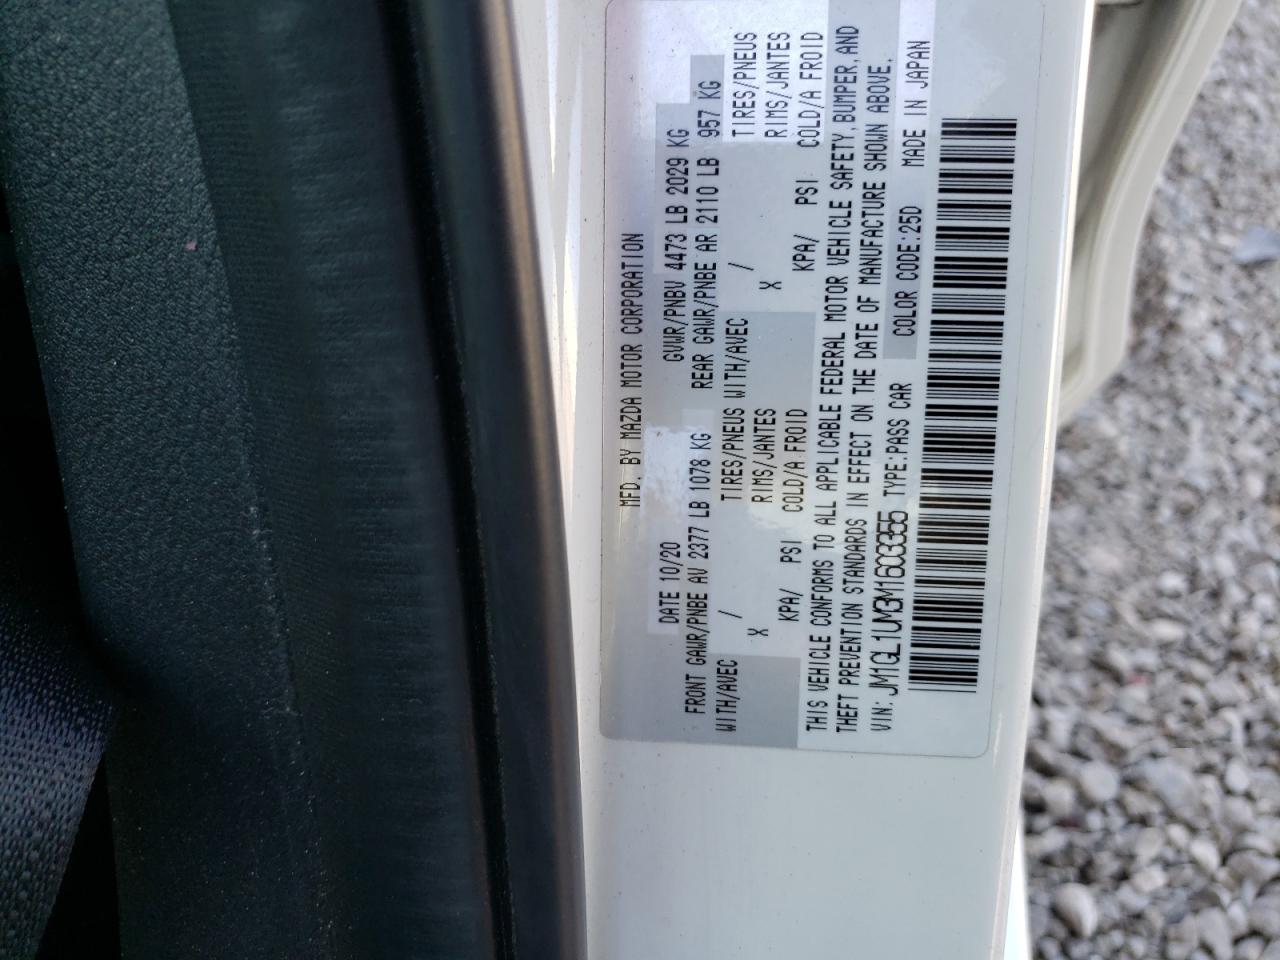 MFD. BY MAZDA MOTOR CORPORATION
DATE 10/20 GVWR/PNBV 4473 LB 2029 KG
FRONT GAWR/PNBE AV 2377 LB 1078 KG REAR GAWR/PNBE AR 2110 LB 957 KG
WITH/AVEC / TIRES/PNEUS WITH/AVEC / TIRES/PNEUS
X RIMS/JANTES X RIMS/JANTES
KPA/ PSI COLD/A FROID KPA/ PSI COLD/A FROID
THIS VEHICLE CONFORMS TO ALL APPLICABLE FEDERAL MOTOR VEHICLE SAFETY, BUMPER, AND
THEFT PREVENTION STANDARDS IN EFFECT ON THE DATE OF MANUFACTURE SHOWN ABOVE.
VIN: JM1GL1UM3M1603355 TYPE:PASS CAR COLOR CODE:25D MADE IN JAPAN